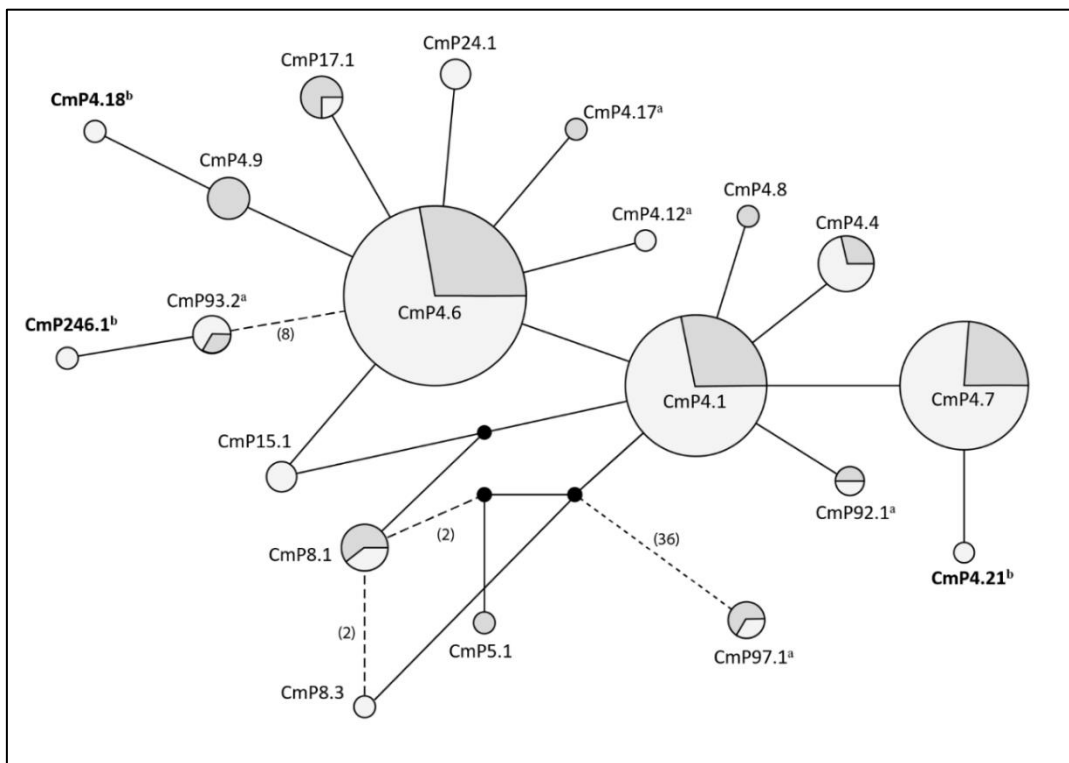 CmP24.1
CmP17.1
CmP4.18ᵇ
CmP4.17ᵃ
CmP4.9
CmP4.8
CmP4.12ᵃ
CmP4.4
CmP93.2ᵃ
CmP4.6
CmP246.1ᵇ
(8)
CmP4.1
CmP4.7
CmP15.1
CmP92.1ᵃ
(2)
(36)
CmP8.1
CmP4.21ᵇ
(2)
CmP5.1
CmP97.1ᵃ
CmP8.3